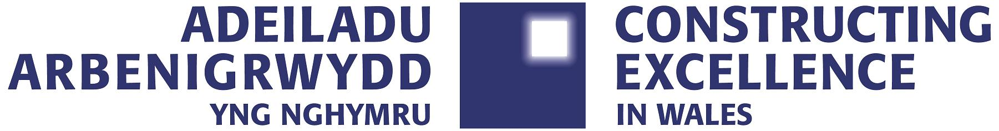 ADEILADU
ARBENIGRWYDD
YNG NGHYMRU
CONSTRUCTING
EXCELLENCE
IN WALES